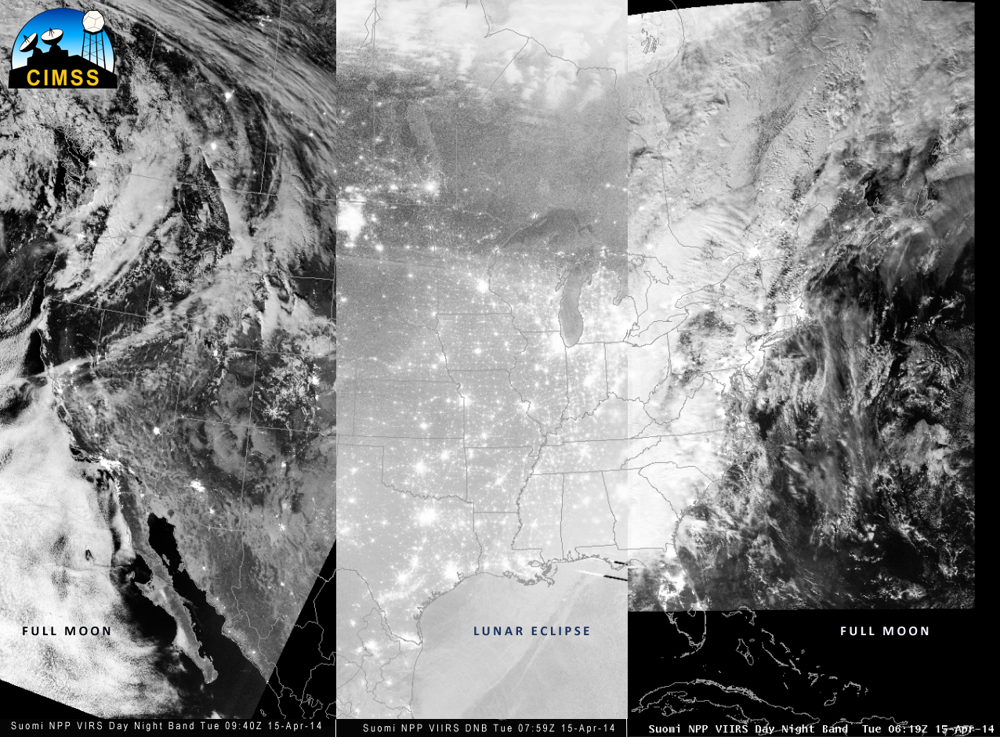 CIMSS
FULL MOON
LUNAR ECLIPSE
FULL MOON
Suomi NPP VIRS Day Night Band Tue 09:40Z 15-Apr-14
Suomi NPP VIIRS DNB Tue 07:59Z 15-Apr-14
Suomi NPP VIIRS Day Night Band Tue 06:19Z 15-Apr-14